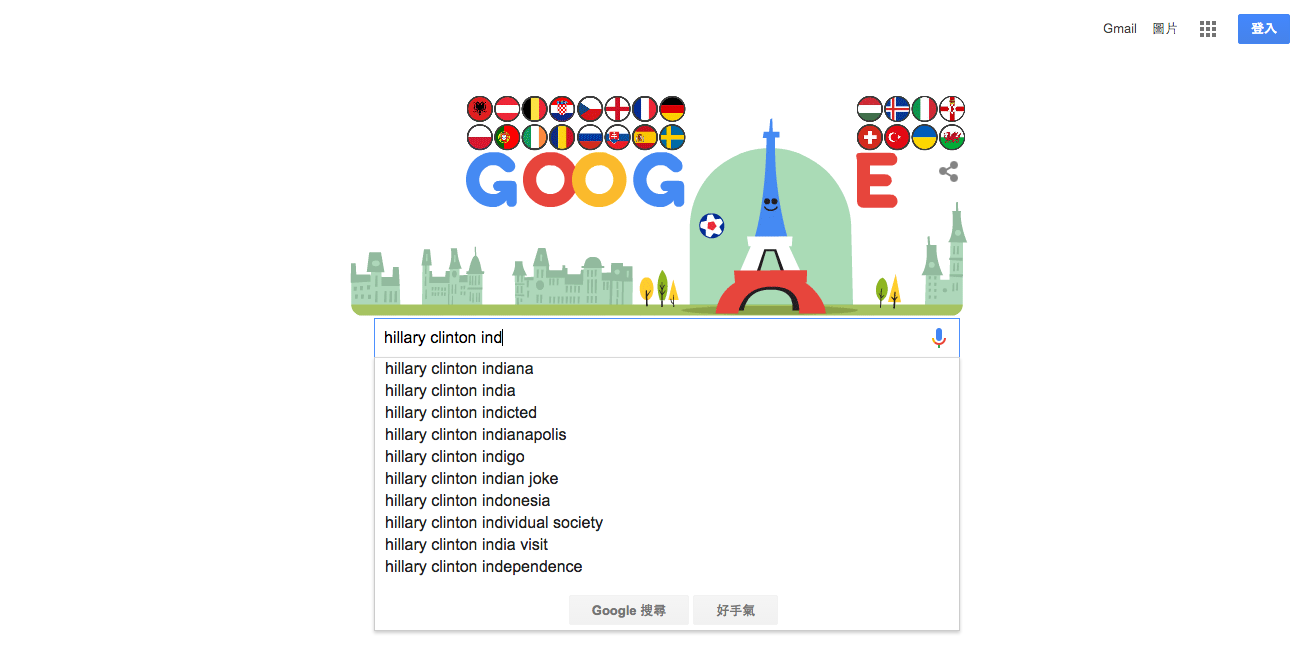 Gmail 圖片 登入
GOOG E
hillary clinton ind
hillary clinton indiana
hillary clinton india
hillary clinton indicted
hillary clinton indianapolis
hillary clinton indigo
hillary clinton indian joke
hillary clinton indonesia
hillary clinton individual society
hillary clinton india visit
hillary clinton independence
Google 搜尋 好手氣